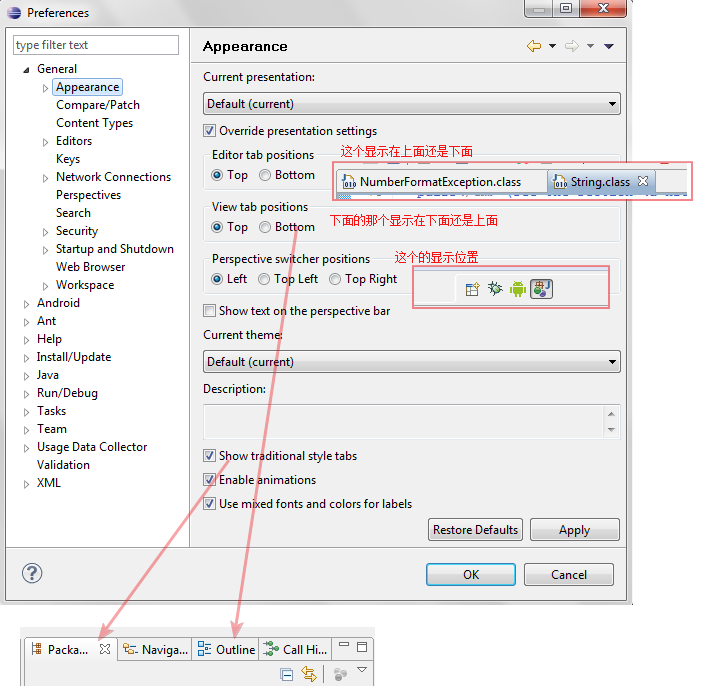 Preferences
type filter text
General
Appearance
Compare/Patch
Content Types
Editors
Keys
Network Connections
Perspectives
Search
Security
Startup and Shutdown
Web Browser
Workspace
Android
Ant
Help
Install/Update
Java
Run/Debug
Tasks
Team
Usage Data Collector
Validation
XML
Appearance
Current presentation:
Default (current)
Override presentation settings
Editor tab positions
这个显示在上面还是下面
Top Bottom
NumberFormatException.class String.class
View tab positions
Top Bottom
下面的那个显示在下面还是上面
Perspective switcher positions
这个的显示位置
Left Top Left Top Right
Show text on the perspective bar
Current theme:
Default (current)
Description:
Show traditional style tabs
Enable animations
Use mixed fonts and colors for labels
Restore Defaults Apply
OK Cancel
Packa... Naviga... Outline Call Hi...